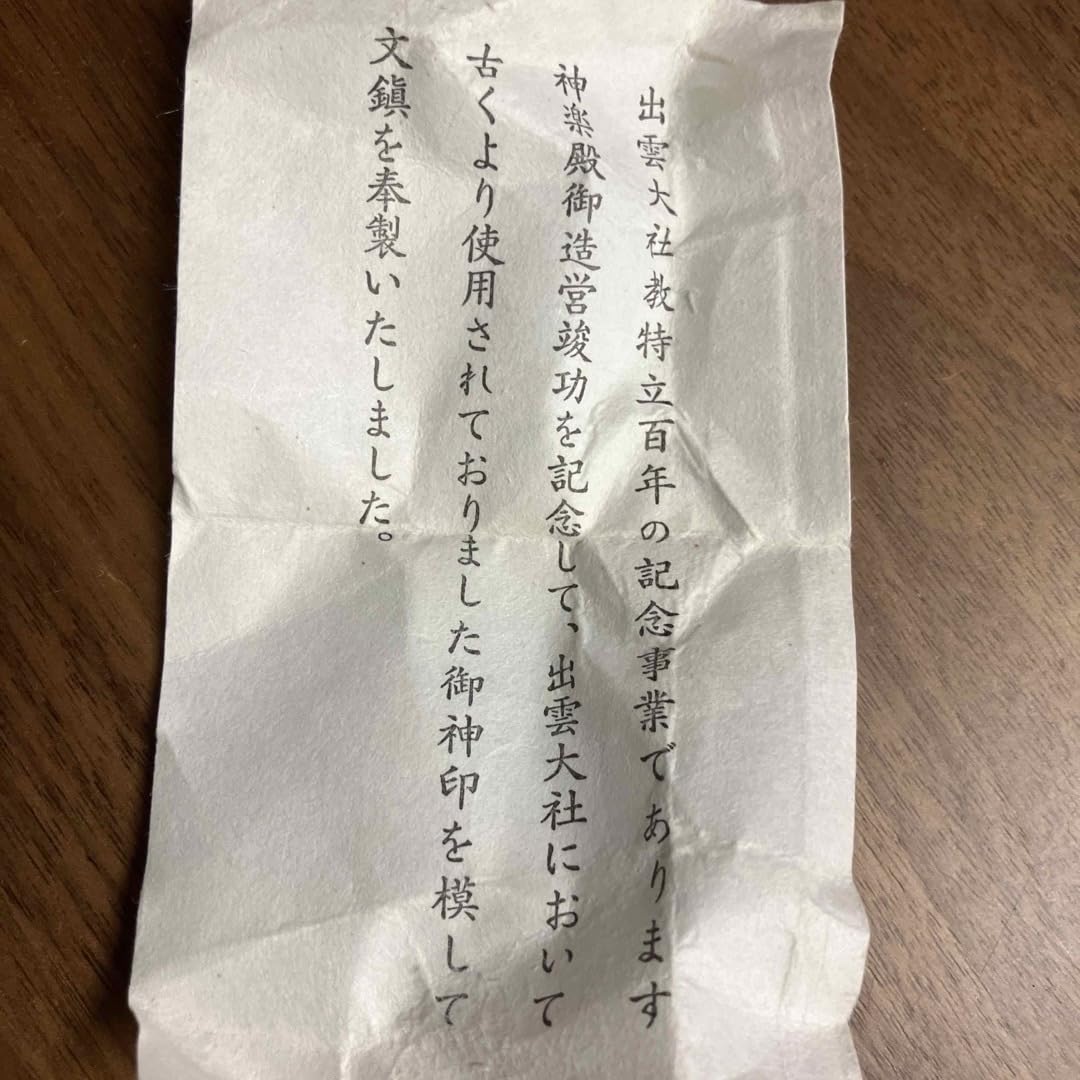 出雲大社教特立百年の記念事業であります
神楽殿御造営竣功を記念して、出雲大社において
古くより使用されておりました御神印を模して
文鎭を奉製いたしました。